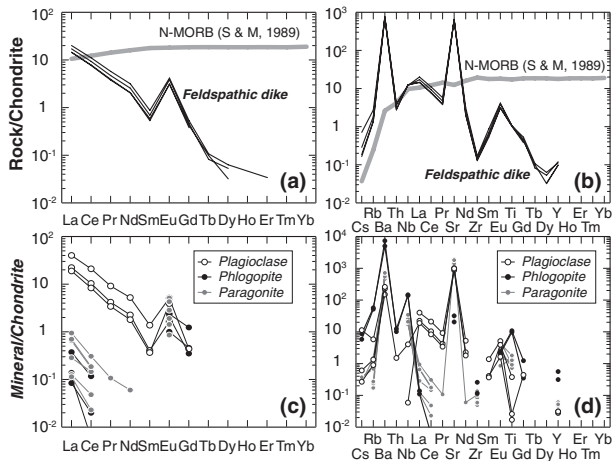 10²
10
1
10⁻¹
10⁻²
Rock/Chondrite
N-MORB (S & M, 1989)
Feldspathic dike
(a)
La Ce Pr Nd Sm Eu Gd Tb Dy Ho Er Tm Yb
10³
10²
10
1
10⁻¹
10⁻²
N-MORB (S & M, 1989)
Feldspathic dike
(b)
Rb Th La Sr Zr Eu Gd Y Tm
Cs Ba Nb Ce Nd Sm Ti Dy Ho Er Yb
10²
10
1
10⁻¹
10⁻²
Mineral/Chondrite
Plagioclase
Phlogopite
Paragonite
(c)
La Ce Pr Nd Sm Eu Gd Tb Dy Ho Er Tm Yb
10⁴
10³
10²
10
1
10⁻¹
10⁻²
Plagioclase
Phlogopite
Paragonite
(d)
Rb Th La Pr Nd Sm Ti Tb Y Er Yb
Cs Ba Nb Ce Sr Zr Eu Gd Dy Ho Tm